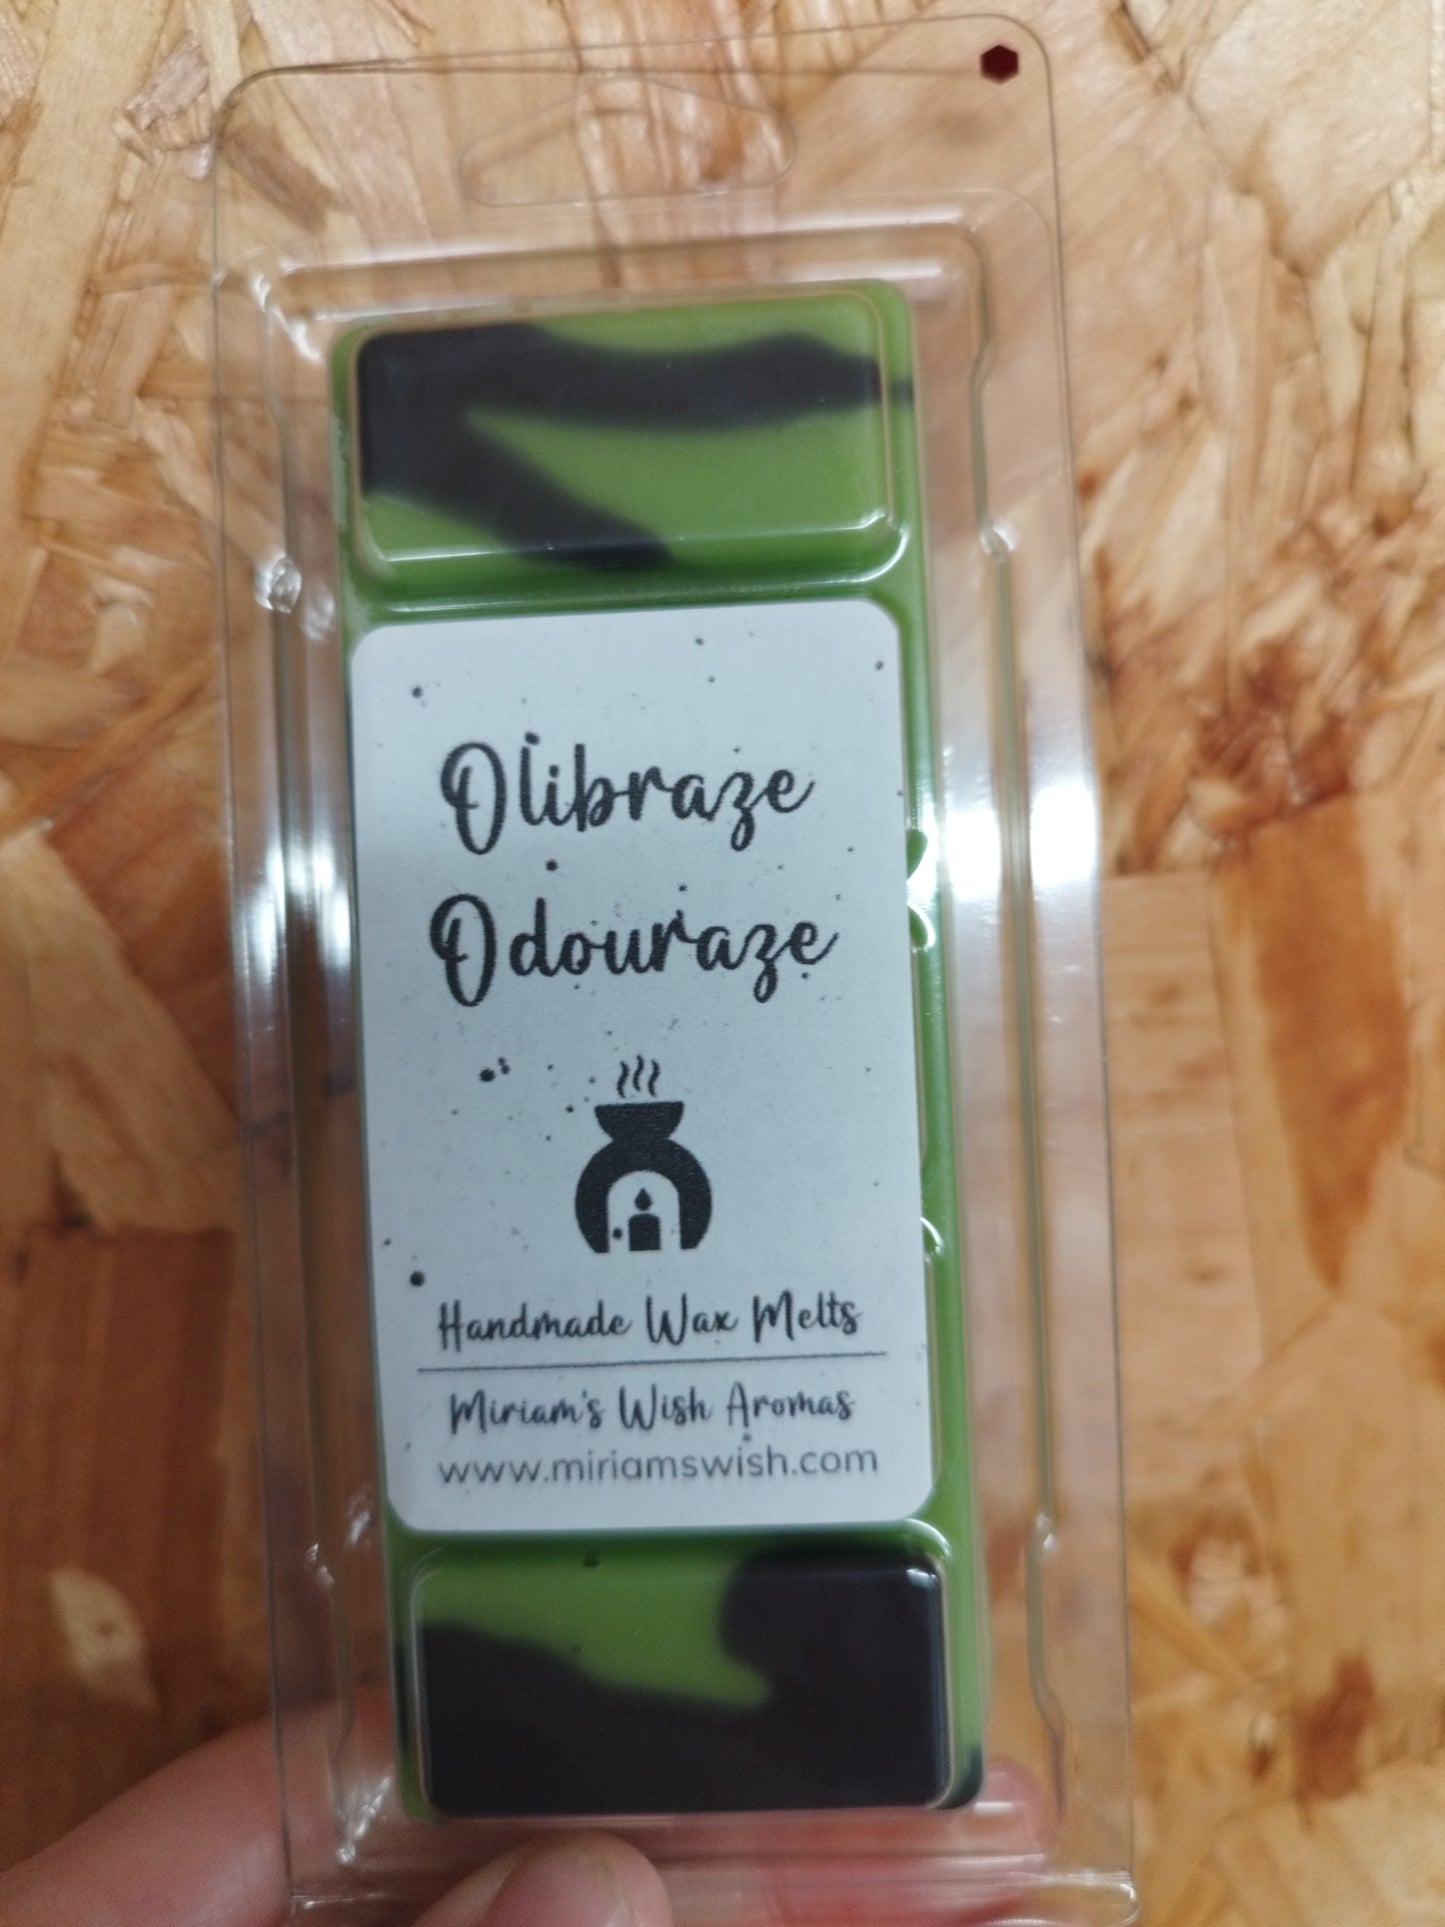 Olibraze
Odouraze
Handmade Wax Melts
Miriam's Wish Aromas
www.miriamswish.com